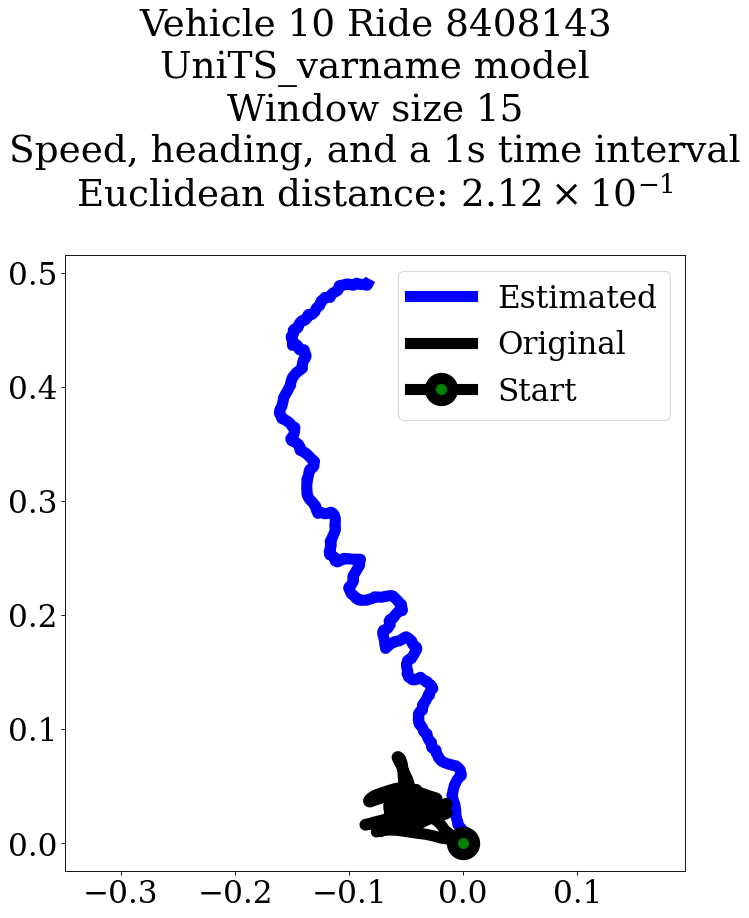 Vehicle 10 Ride 8408143
UniTS_varname model
Window size 15
Speed, heading, and a 1s time interval
Euclidean distance: 2.12 × 10⁻¹
Estimated
Original
Start
0.5
0.4
0.3
0.2
0.1
0.0
−0.3
−0.2
−0.1
0.0
0.1